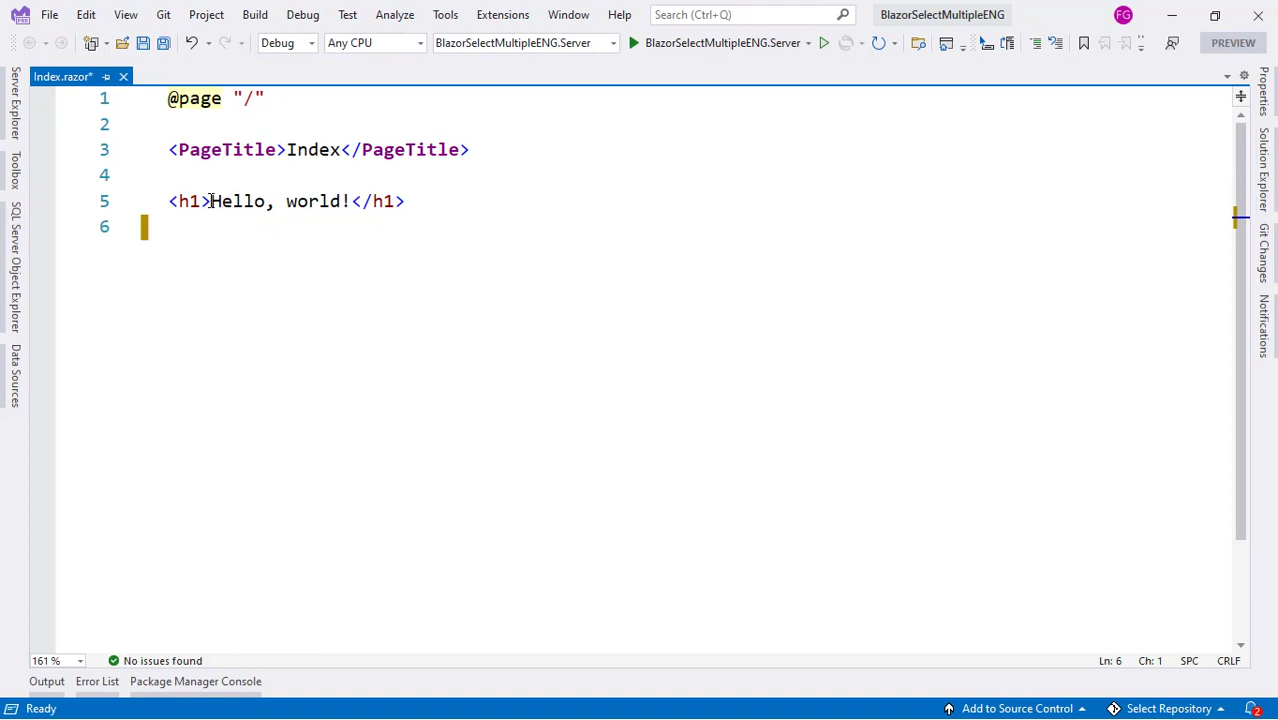 File Edit View Git Project Build Debug Test Analyze Tools Extensions Window Help Search (Ctrl+Q) BlazorSelectMultipleENG FG
Debug Any CPU BlazorSelectMultipleENG.Server BlazorSelectMultipleENG.Server PREVIEW
Index.razor*
1 @page "/"
2
3 <PageTitle>Index</PageTitle>
4
5 <h1>Hello, world!</h1>
6
Server Explorer
Toolbox
SQL Server Object Explorer
Data Sources
Properties
Solution Explorer
Git Changes
Notifications
161 % No issues found Ln: 6 Ch: 1 SPC CRLF
Output Error List Package Manager Console
Ready Add to Source Control Select Repository 2